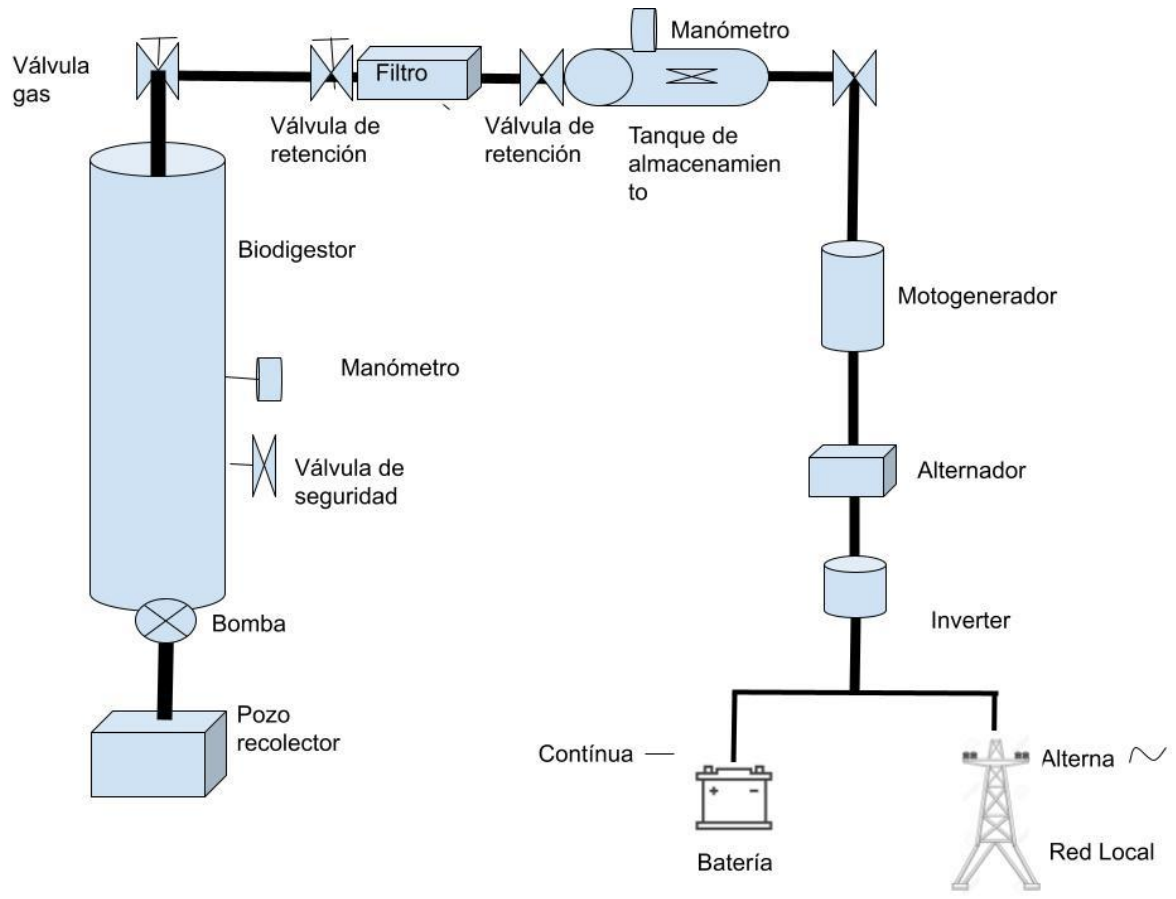 Manómetro
Válvula
gas
Filtro
Válvula de
retención
Válvula de
retención
Tanque de
almacenamien
to
Biodigestor
Motogenerador
Manómetro
Válvula de
seguridad
Alternador
Bomba
Inverter
Pozo
recolector
Contínua
Alterna
+ -
Batería
Red Local